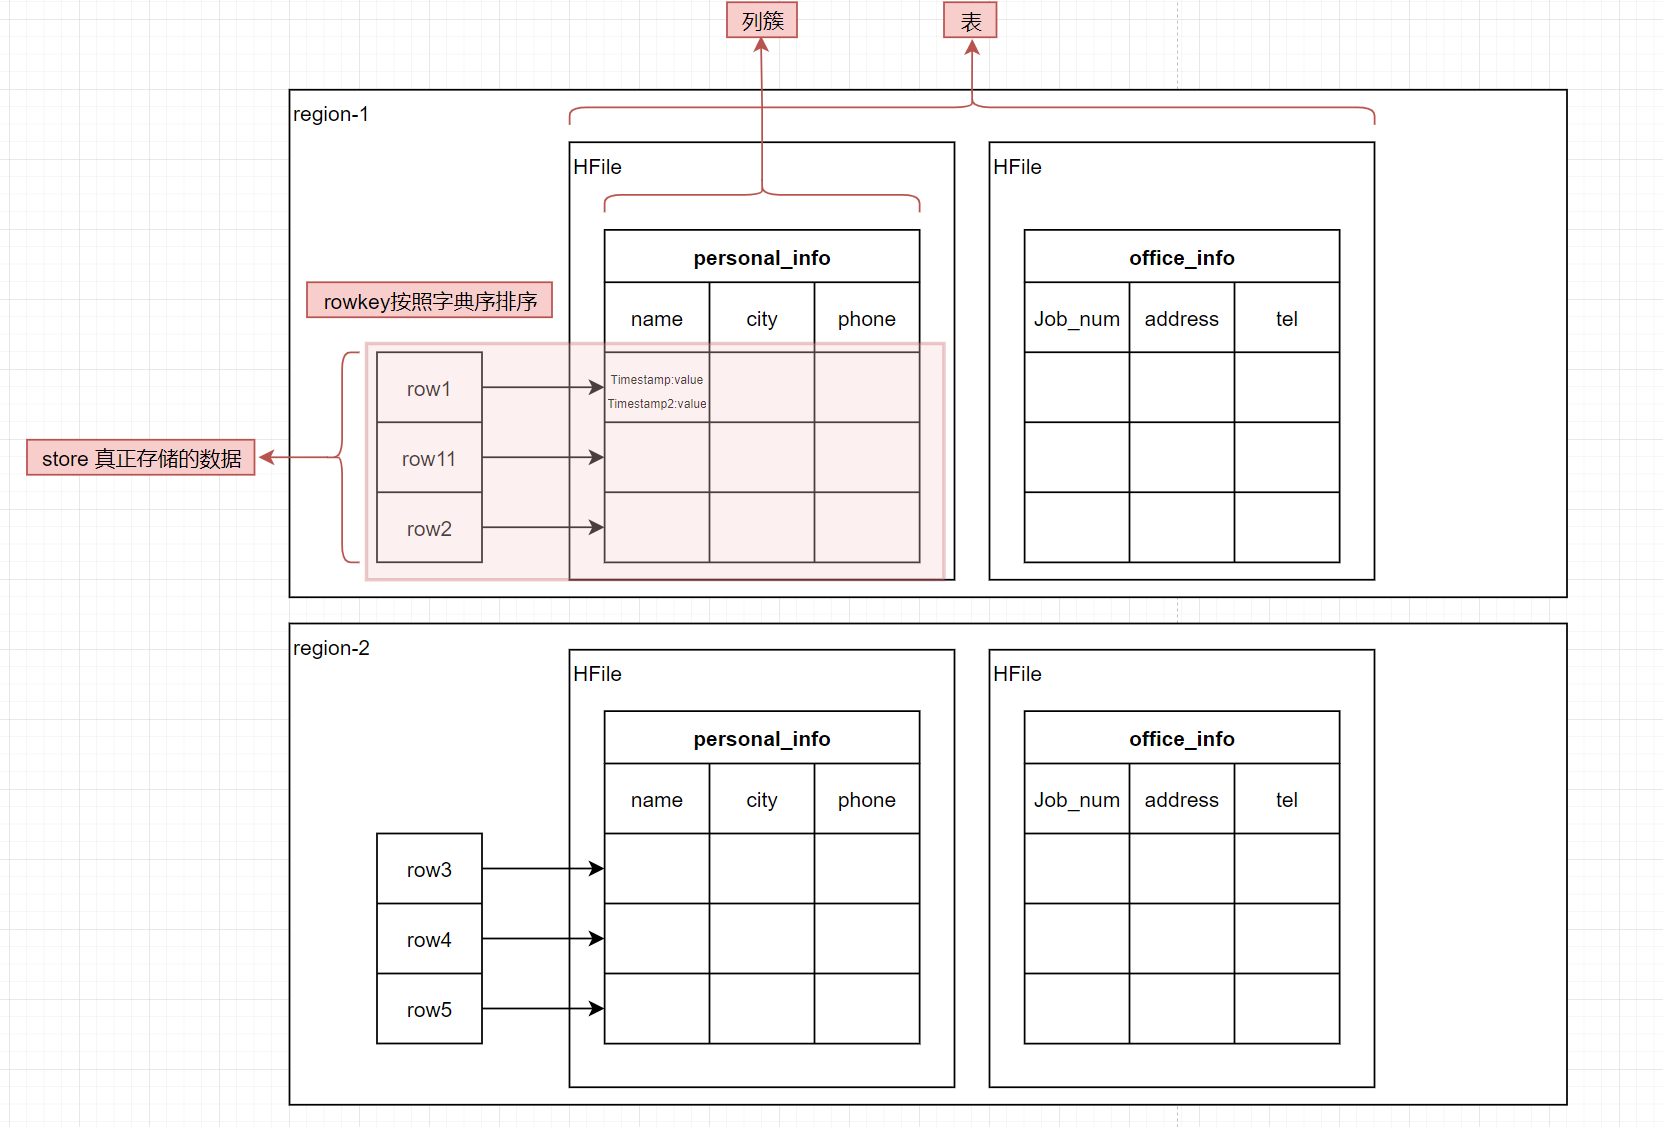 列簇
表
region-1
HFile
HFile
personal_info
office_info
rowkey按照字典序排序
name
city
phone
Job_num
address
tel
row1
Timestamp:value
Timestamp2:value
store 真正存储的数据
row11
row2
region-2
HFile
HFile
personal_info
office_info
name
city
phone
Job_num
address
tel
row3
row4
row5